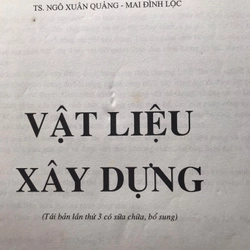 TS. NGÔ XUÂN QUẢNG - MAI ĐÌNH LỘC
VẬT LIỆU
XÂY DỰNG
(Tái bản lần thứ 3 có sửa chữa, bổ sung)